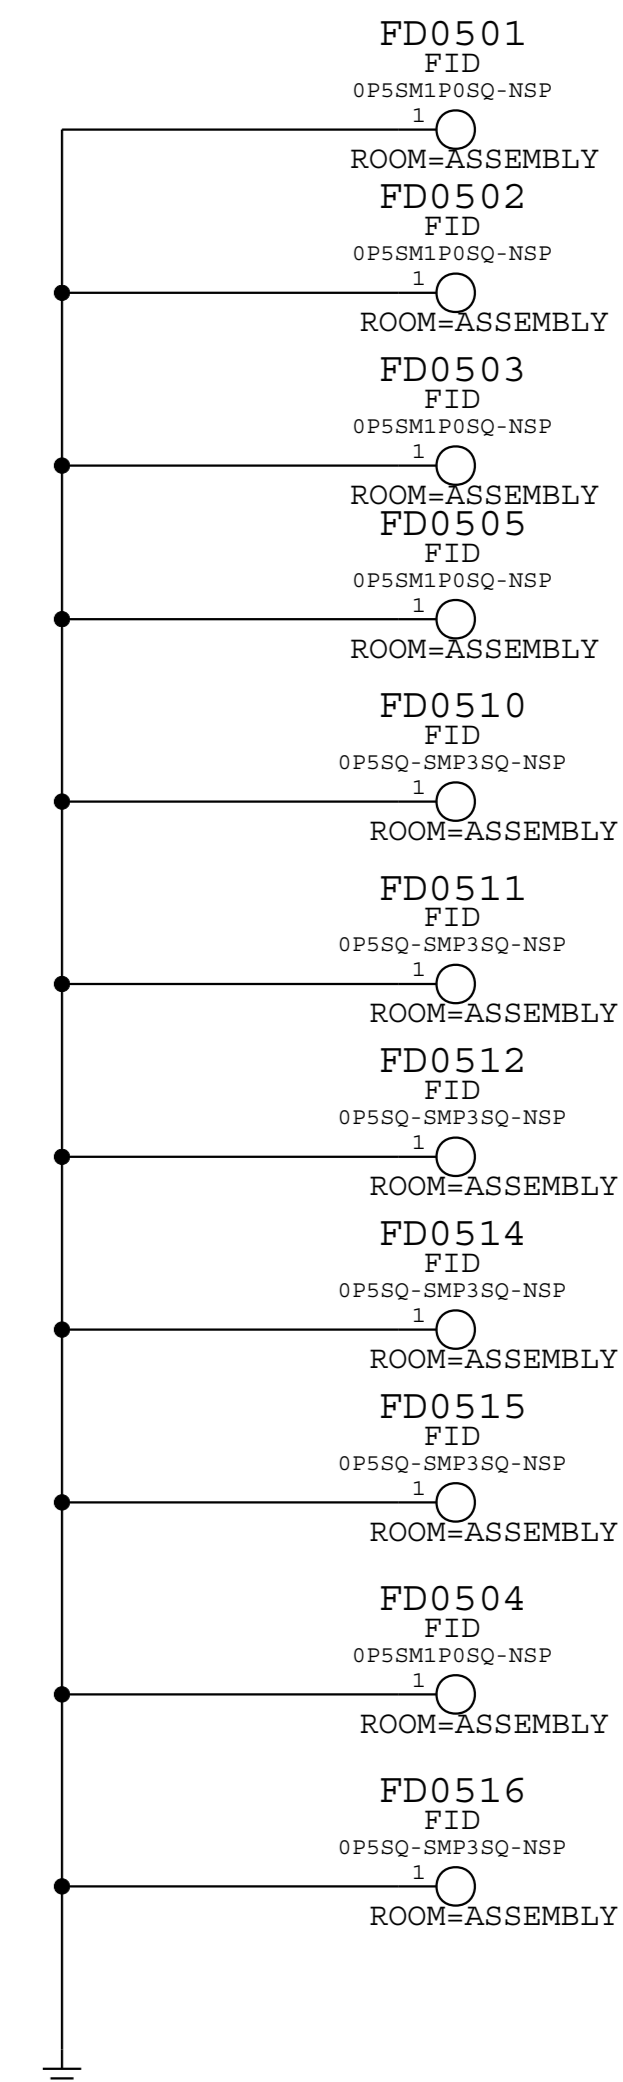 FD0501
FID
0P5SM1P0SQ-NSP
1
ROOM=ASSEMBLY
FD0502
FID
0P5SM1P0SQ-NSP
1
ROOM=ASSEMBLY
FD0503
FID
0P5SM1P0SQ-NSP
1
ROOM=ASSEMBLY
FD0505
FID
0P5SM1P0SQ-NSP
1
ROOM=ASSEMBLY
FD0510
FID
0P5SQ-SMP3SQ-NSP
1
ROOM=ASSEMBLY
FD0511
FID
0P5SQ-SMP3SQ-NSP
1
ROOM=ASSEMBLY
FD0512
FID
0P5SQ-SMP3SQ-NSP
1
ROOM=ASSEMBLY
FD0514
FID
0P5SQ-SMP3SQ-NSP
1
ROOM=ASSEMBLY
FD0515
FID
0P5SQ-SMP3SQ-NSP
1
ROOM=ASSEMBLY
FD0504
FID
0P5SM1P0SQ-NSP
1
ROOM=ASSEMBLY
FD0516
FID
0P5SQ-SMP3SQ-NSP
1
ROOM=ASSEMBLY